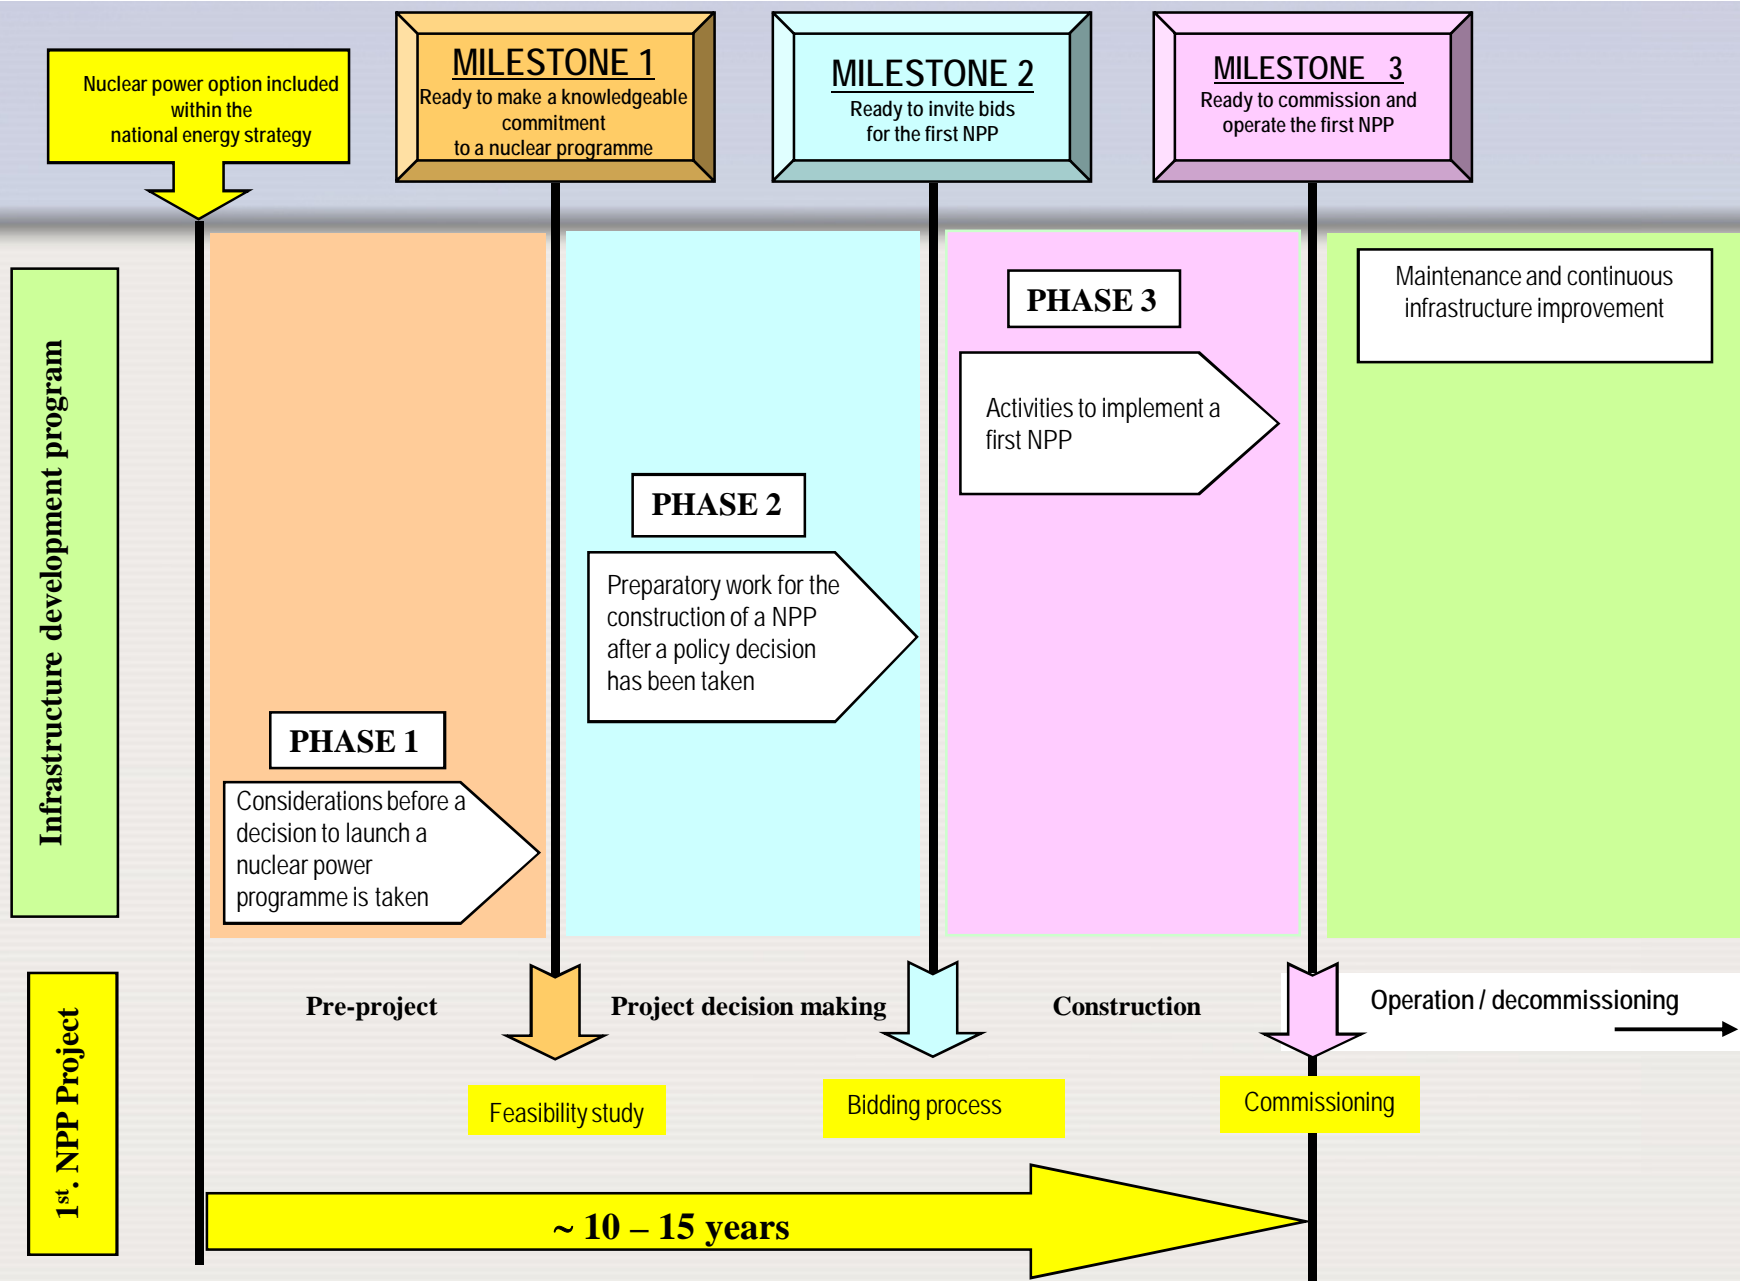 Nuclear power option included
within the
national energy strategy
MILESTONE 1
Ready to make a knowledgeable
commitment
to a nuclear programme
MILESTONE 2
Ready to invite bids
for the first NPP
MILESTONE 3
Ready to commission and
operate the first NPP
Infrastructure development program
PHASE 1
Considerations before a
decision to launch a
nuclear power
programme is taken
PHASE 2
Preparatory work for the
construction of a NPP
after a policy decision
has been taken
PHASE 3
Activities to implement a
first NPP
Maintenance and continuous
infrastructure improvement
1st. NPP Project
Pre-project
Project decision making
Construction
Operation / decommissioning
Feasibility study
Bidding process
Commissioning
~ 10 – 15 years